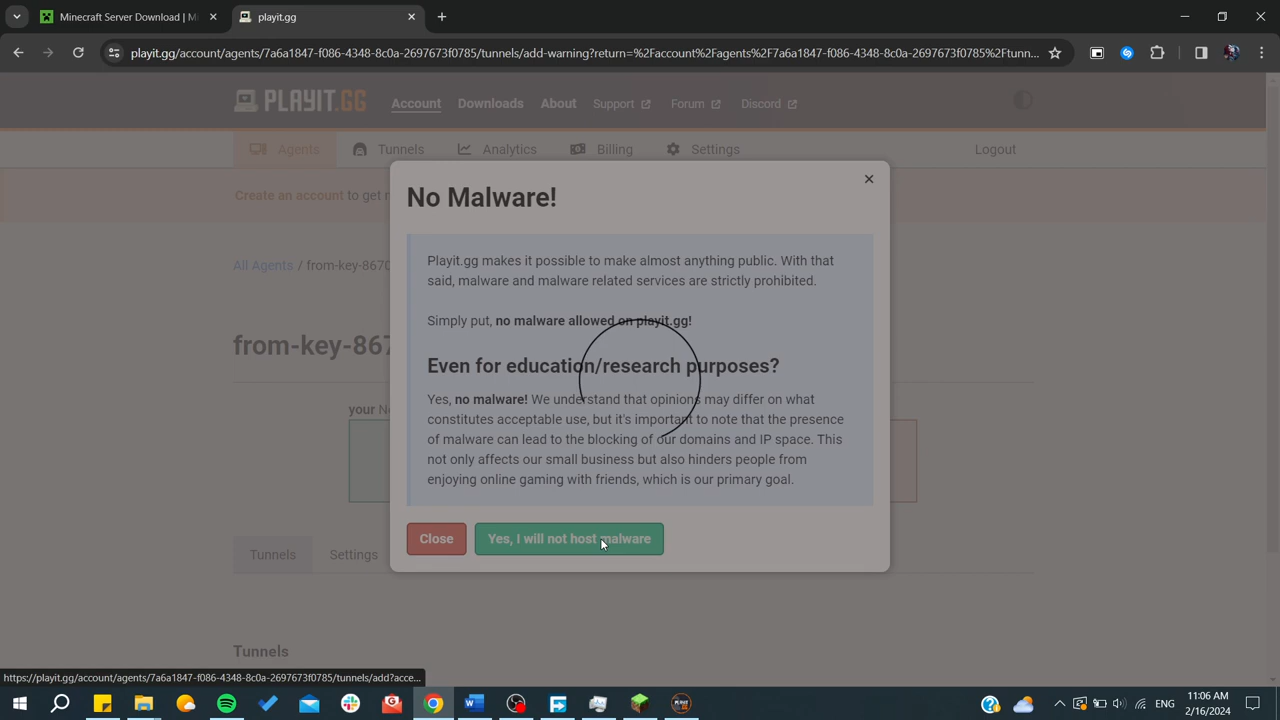 Minecraft Server Download | Mi
playit.gg
playit.gg/account/agents/7a6a1847-f086-4348-8c0a-2697673f0785/tunnels/add-warning?return=%2Faccount%2Fagents%2F7a6a1847-f086-4348-8c0a-2697673f0785%2Ftunn...
PLAYIT.GG
Account
Downloads
About
Support
Forum
Discord
Agents
Tunnels
Analytics
Billing
Settings
Logout
Create an account to get
No Malware!
All Agents / from-key-8670
Playit.gg makes it possible to make almost anything public. With that
said, malware and malware related services are strictly prohibited.
Simply put, no malware allowed on playit.gg!
from-key-867
Even for education/research purposes?
your
Yes, no malware! We understand that opinions may differ on what
constitutes acceptable use, but it's important to note that the presence
of malware can lead to the blocking of our domains and IP space. This
not only affects our small business but also hinders people from
enjoying online gaming with friends, which is our primary goal.
Close
Yes, I will not host malware
Tunnels
Settings
Tunnels
https://playit.gg/account/agents/7a6a1847-f086-4348-8c0a-2697673f0785/tunnels/add?acce...
ENG
11:06 AM
2/16/2024